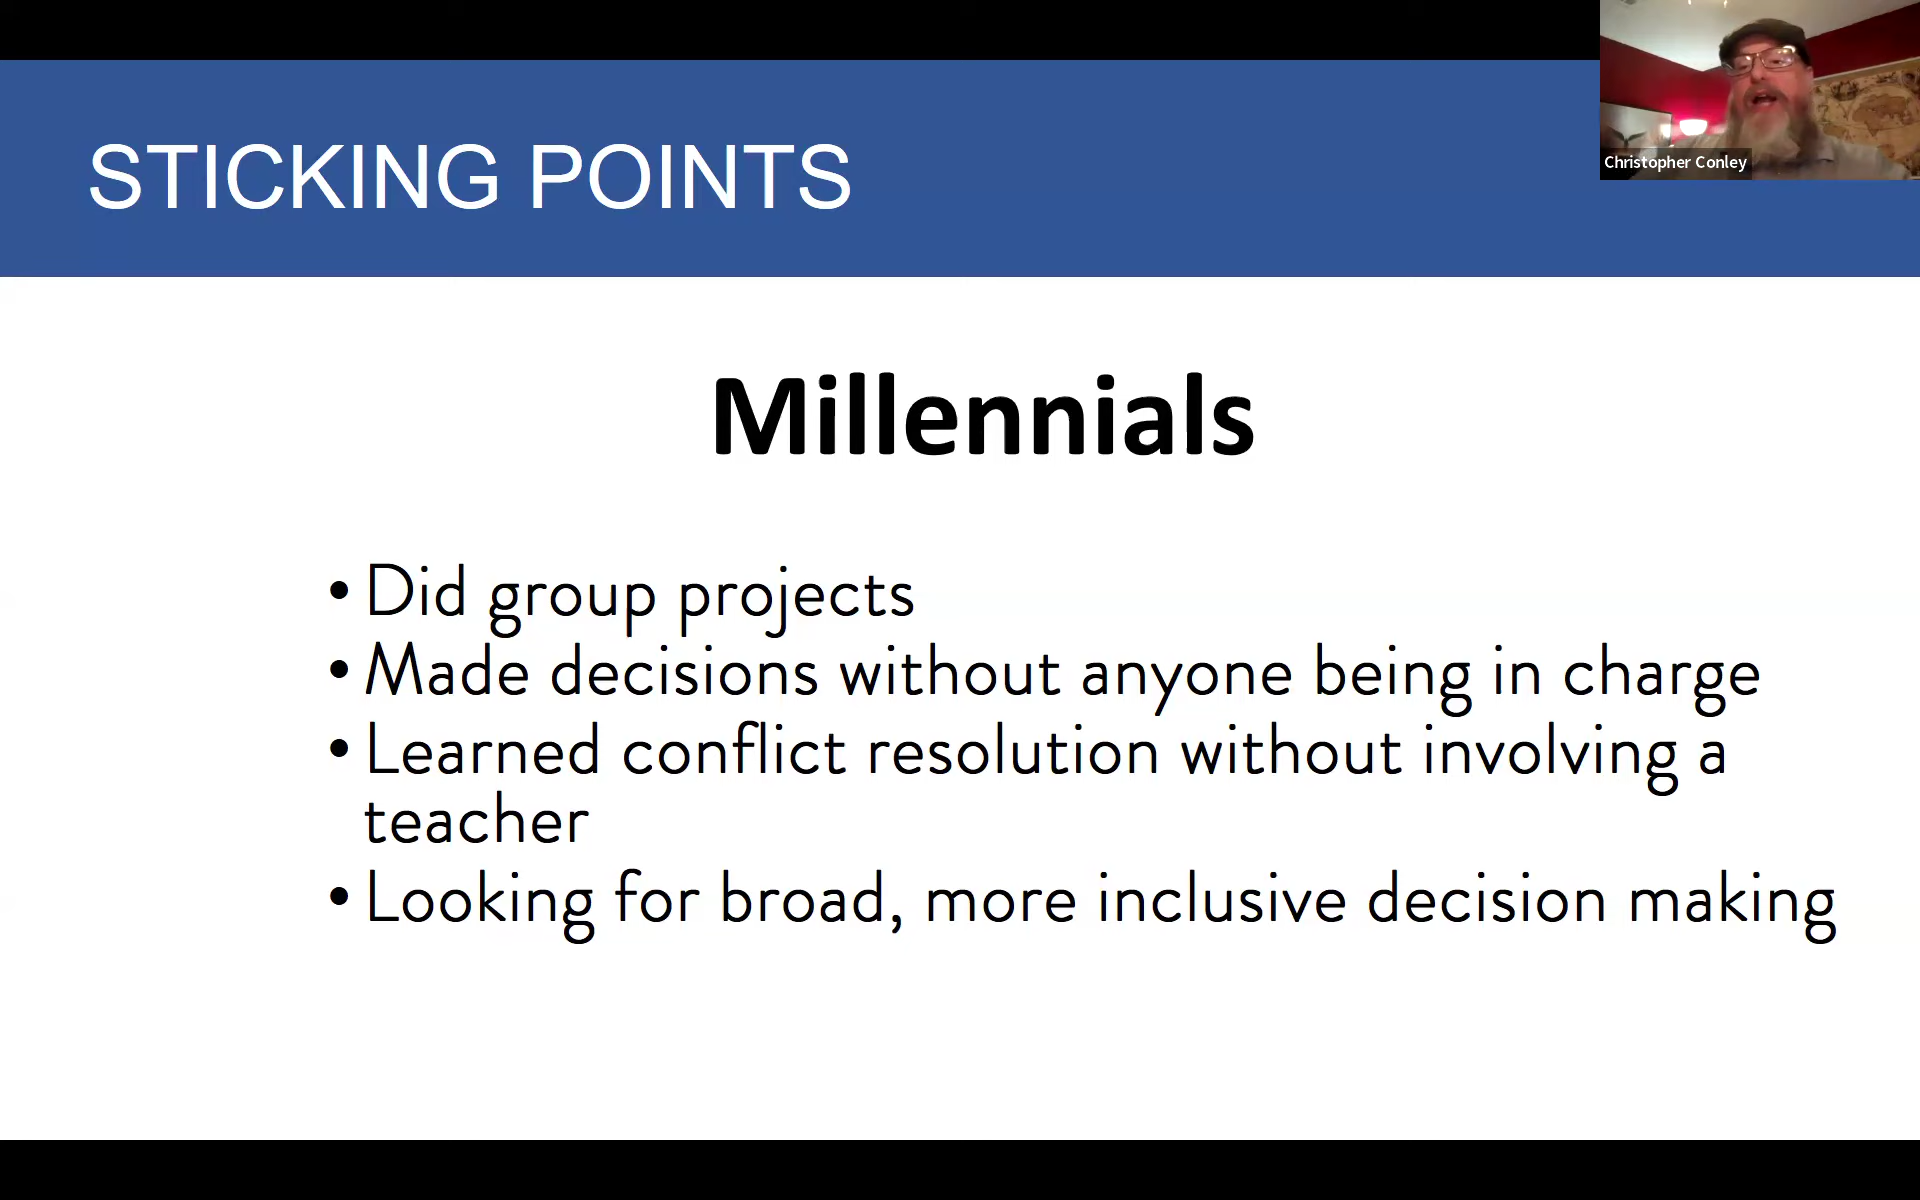 STICKING POINTS
Christopher Conley
Millennials
• Did group projects
• Made decisions without anyone being in charge
• Learned conflict resolution without involving a
teacher
• Looking for broad, more inclusive decision making